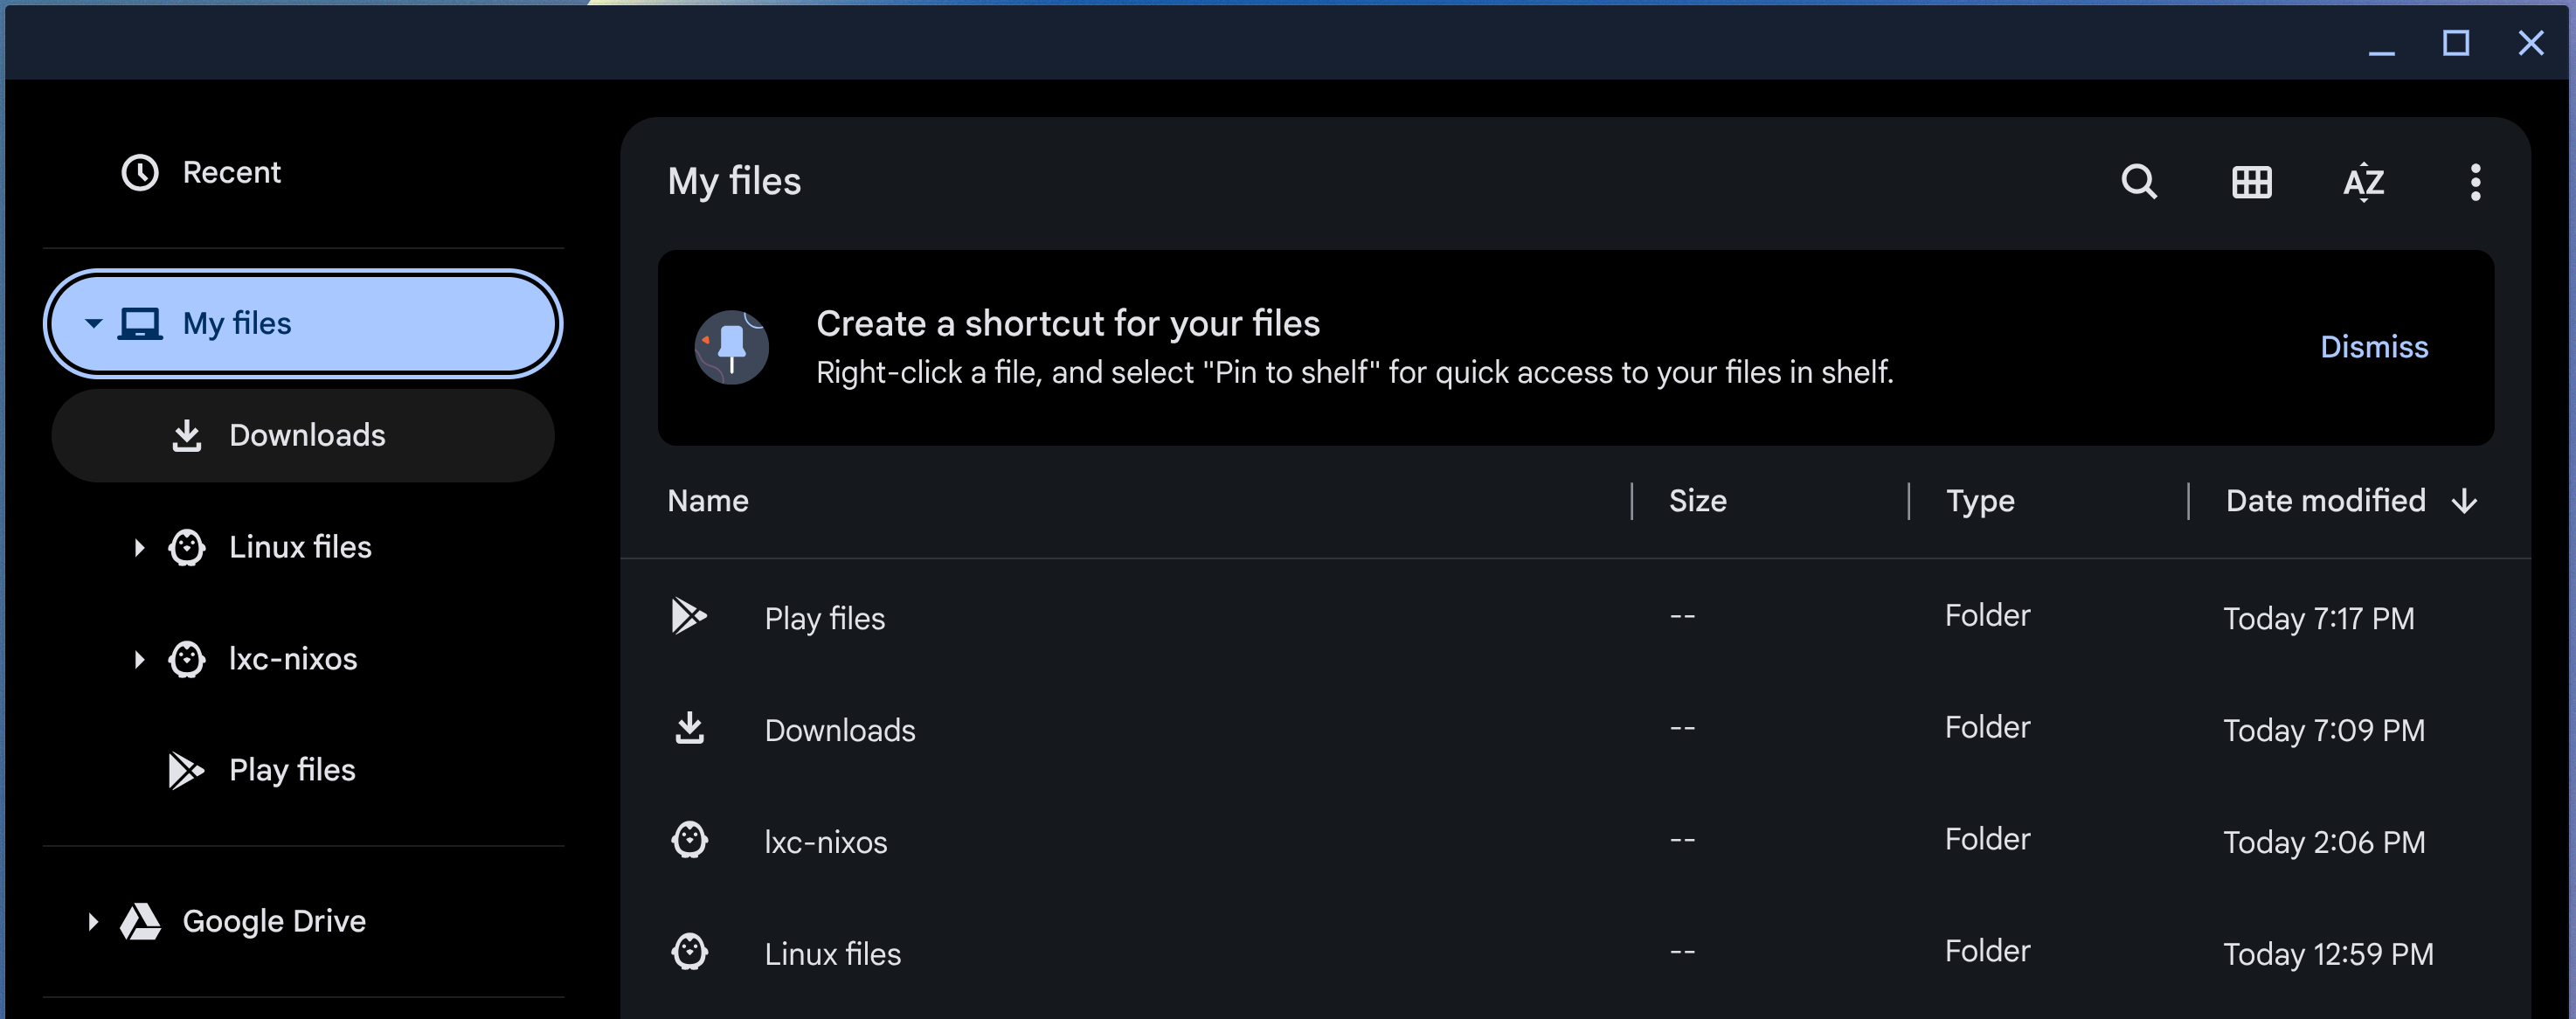 Recent
My files
Downloads
Linux files
lxc-nixos
Play files
Google Drive
My files
AZ
Create a shortcut for your files
Right-click a file, and select "Pin to shelf" for quick access to your files in shelf.
Dismiss
Name Size Type Date modified
Play files -- Folder Today 7:17 PM
Downloads -- Folder Today 7:09 PM
lxc-nixos -- Folder Today 2:06 PM
Linux files -- Folder Today 12:59 PM